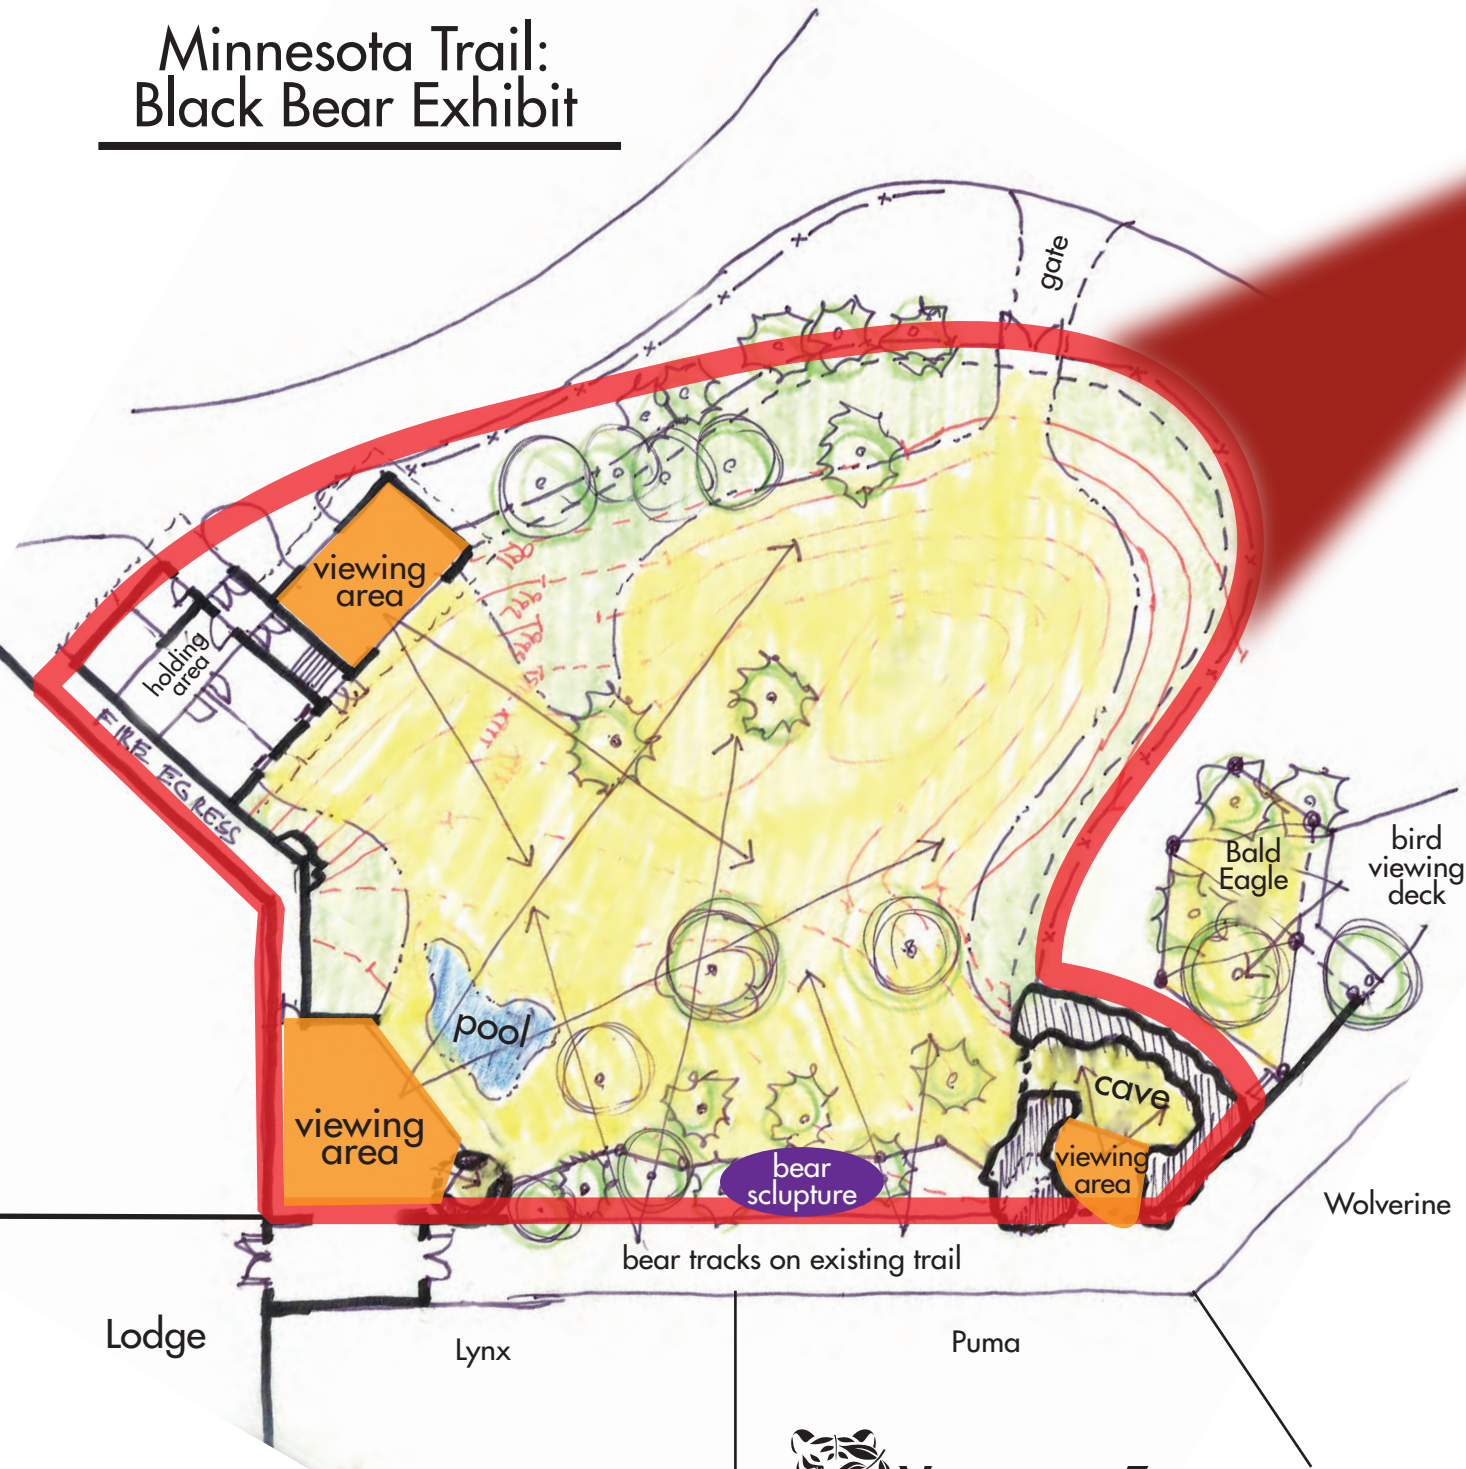 Minnesota Trail:
Black Bear Exhibit
gate
viewing
area
holding
area
FIRE EGRESS
Bald
Eagle
bird
viewing
deck
pool
cave
viewing
area
viewing
area
bear
sclupture
Wolverine
bear tracks on existing trail
Lodge
Lynx
Puma